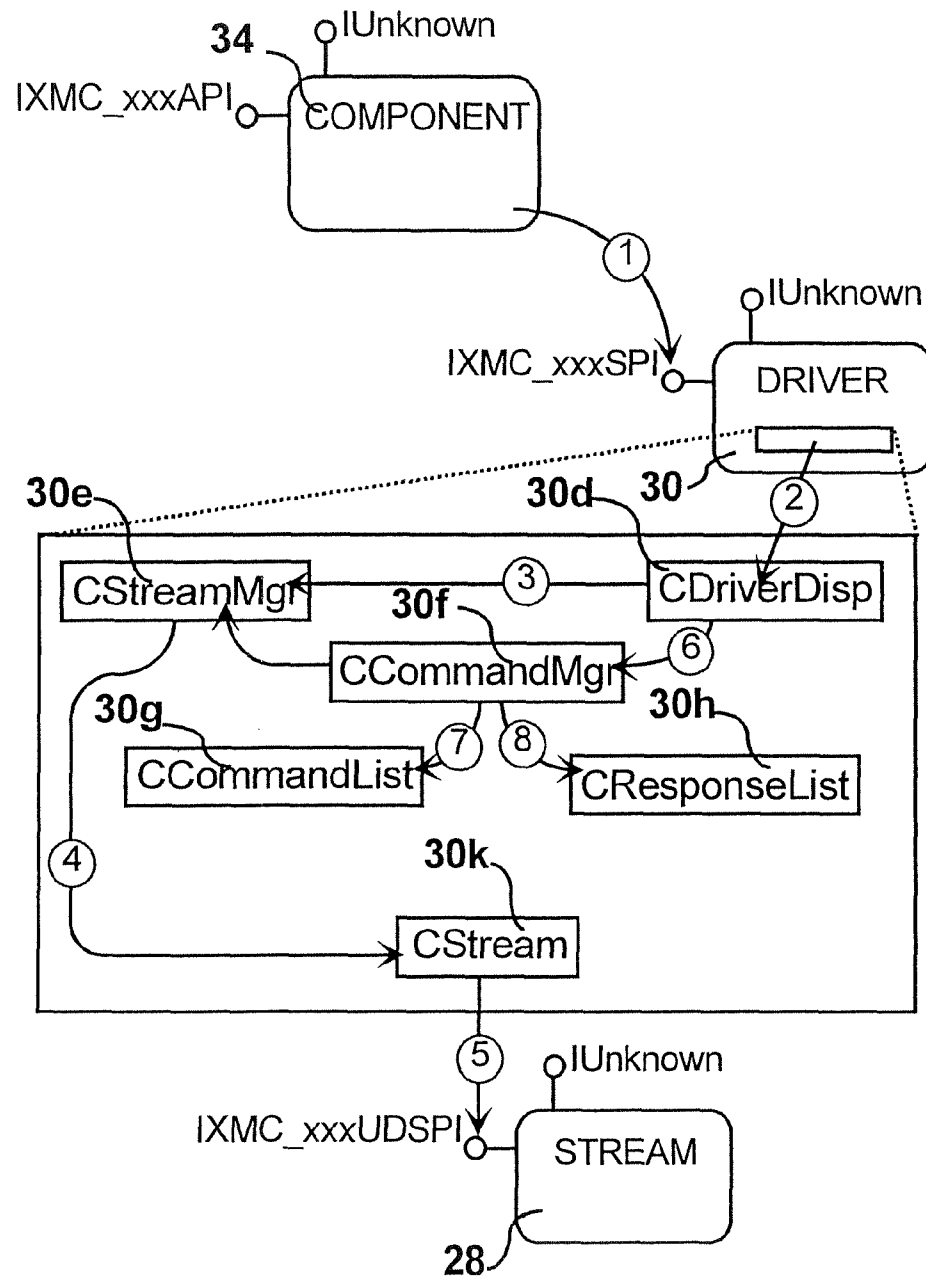 34
IUnknown
IXMC_xxxAPI
COMPONENT
1
IUnknown
IXMC_xxxSPI
DRIVER
30
2
30e
30d
CStreamMgr
3
CDriverDisp
30f
6
CCommandMgr
30g
30h
7
8
CCommandList
CResponseList
4
30k
CStream
5
IUnknown
IXMC_xxxUDSPI
STREAM
28